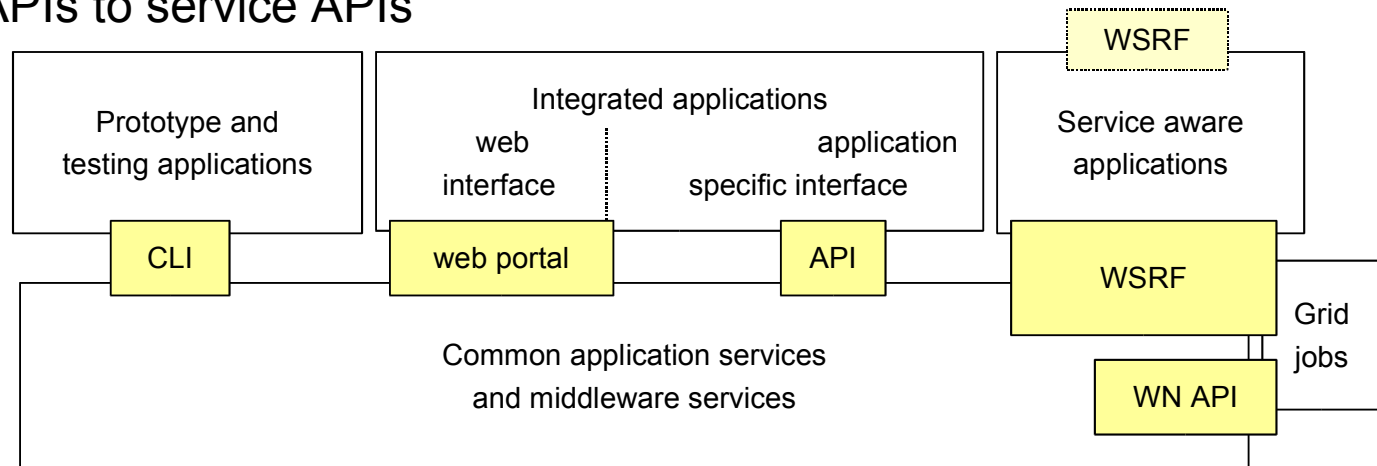 APIs to service APIs
WSRF
Prototype and
testing applications
Integrated applications
web
interface
application
specific interface
Service aware
applications
CLI
web portal
API
WSRF
Grid
jobs
Common application services
and middleware services
WN API